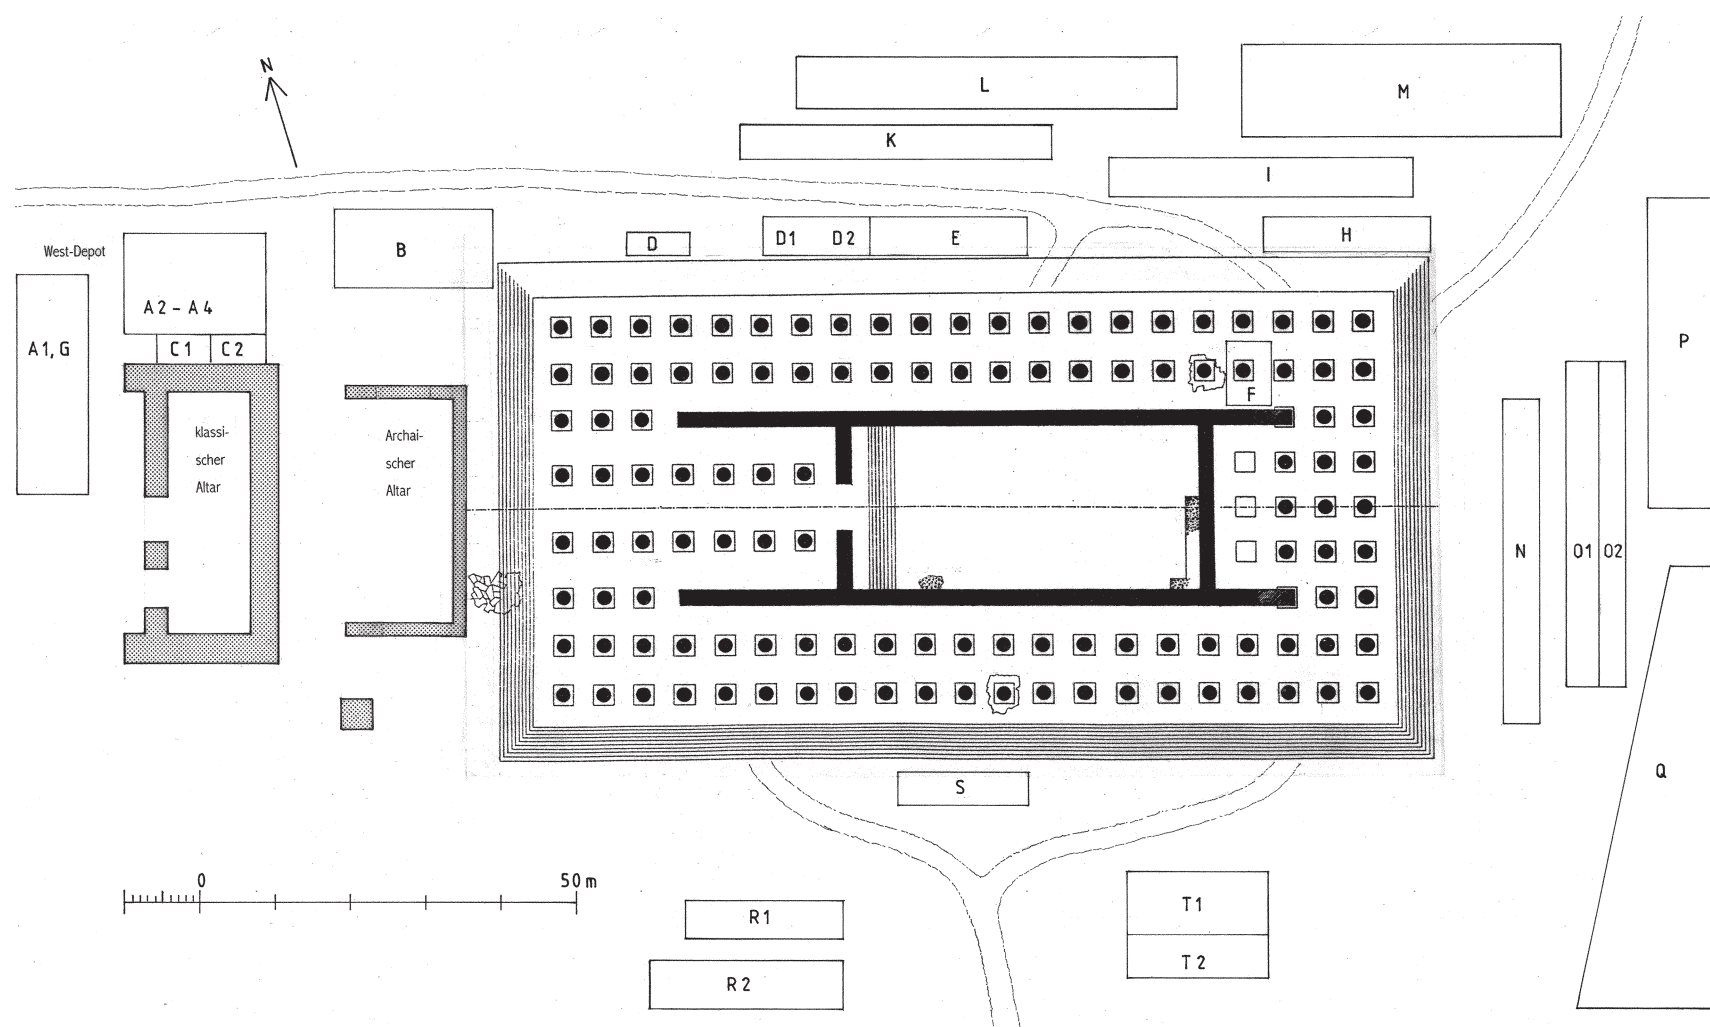 N
L
M
K
I
West-Depot
B
D
D1
D2
E
H
A2 – A4
A1, G
C1
C2
F
P
klassi-
scher
Altar
Archai-
scher
Altar
N
O1
O2
Q
S
0
50 m
R1
R2
T1
T2